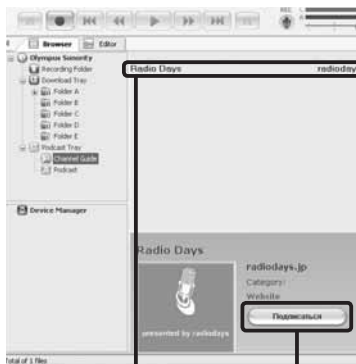 REC
Browser Editor
Olympus Sonority
Recording Folder
Download Tray
Folder A
Folder B
Folder C
Folder D
Folder E
Podcast Tray
Channel Guide
Podcast
Device Manager
Radio Days radioday
Radio Days
radiodays.jp
Category:
Website
Подписаться
presented by radiodays
Total of 1 files